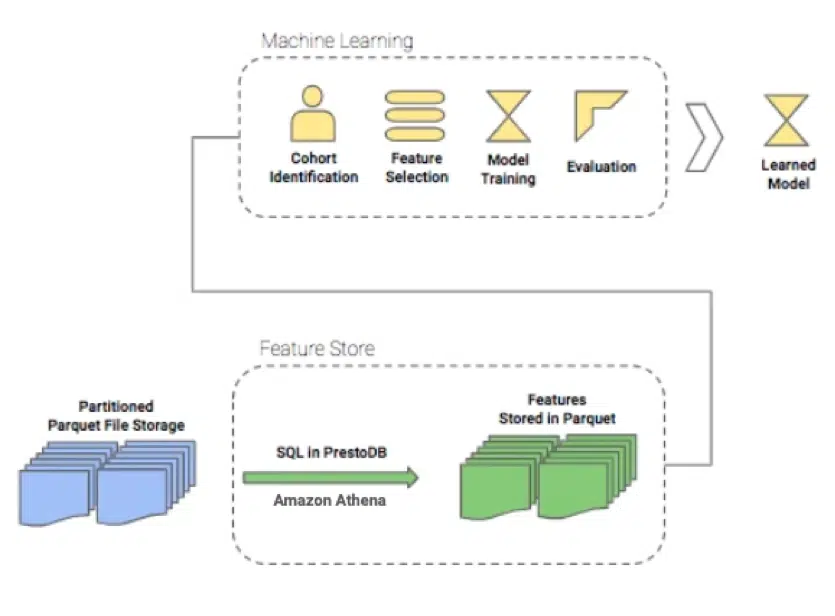 Machine Learning
Cohort
Identification
Feature
Selection
Model
Training
Evaluation
Learned
Model
Feature Store
Partitioned
Parquet File Storage
SQL in PrestoDB
Amazon Athena
Features
Stored in Parquet